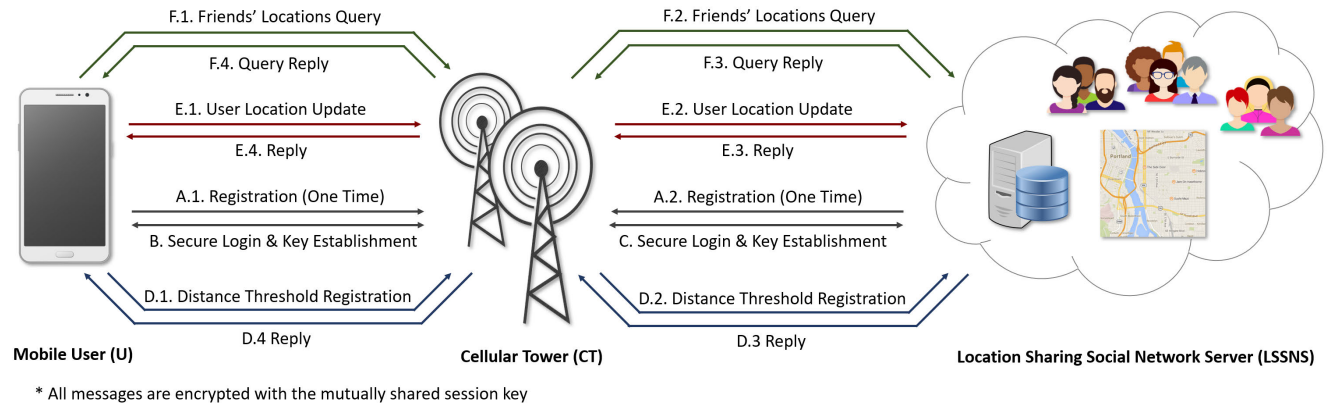 F.1. Friends’ Locations Query
F.2. Friends’ Locations Query
F.4. Query Reply
F.3. Query Reply
E.1. User Location Update
E.2. User Location Update
E.4. Reply
E.3. Reply
Portland
A.1. Registration (One Time)
A.2. Registration (One Time)
B. Secure Login & Key Establishment
C. Secure Login & Key Establishment
D.1. Distance Threshold Registration
D.2. Distance Threshold Registration
D.4 Reply
D.3 Reply
Mobile User (U)
Cellular Tower (CT)
Location Sharing Social Network Server (LSSNS)
* All messages are encrypted with the mutually shared session key